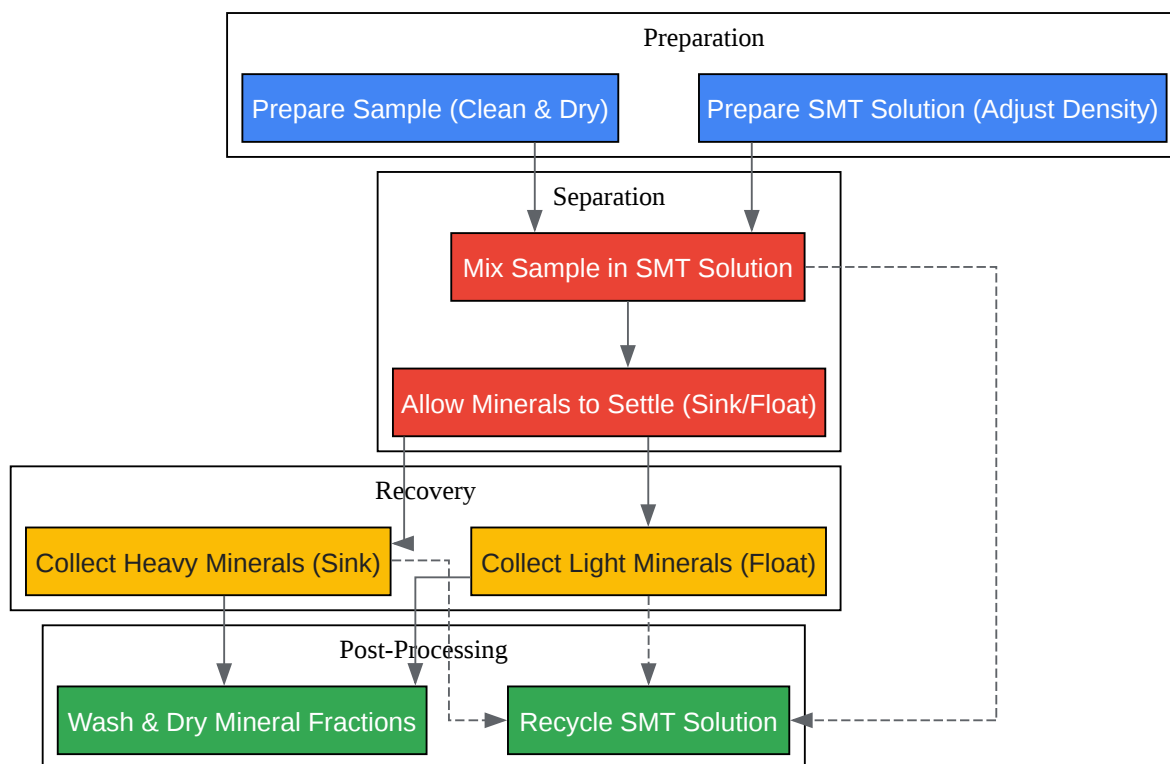 Preparation
Prepare Sample (Clean & Dry)
Prepare SMT Solution (Adjust Density)
Separation
Mix Sample in SMT Solution
Allow Minerals to Settle (Sink/Float)
Recovery
Collect Heavy Minerals (Sink)
Collect Light Minerals (Float)
Post-Processing
Wash & Dry Mineral Fractions
Recycle SMT Solution